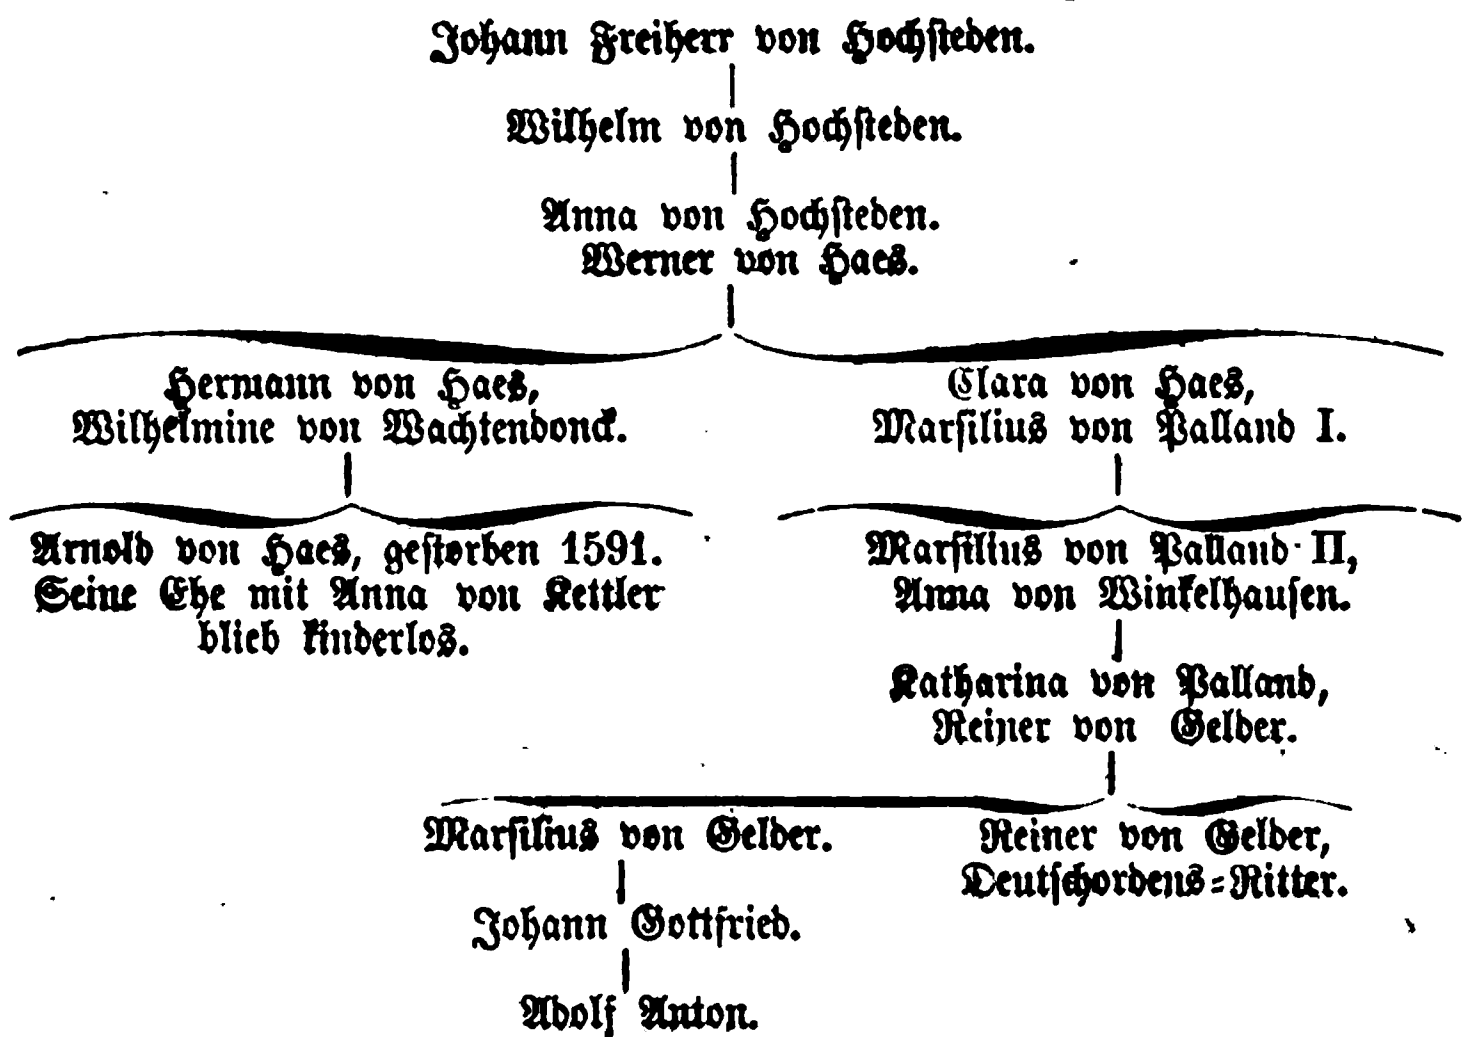 Johann Freiherr von Hochſteden.
Wilhelm von Hochſteden.
Anna von Hochſteden.
Werner von Haes.
Hermann von Haes,
Wilhelmine von Wachtendonck.
Clara von Haes,
Marſilius von Palland I.
Arnold von Haes, geſtorben 1591.
Seine Ehe mit Anna von Kettler
blieb kinderlos.
Marſilius von Palland II,
Anna von Winkelhauſen.
Katharina von Palland,
Reiner von Gelder.
Marſilius von Gelder.
Reiner von Gelder,
Deutſchordens-Ritter.
Johann Gottfried.
Adolf Anton.